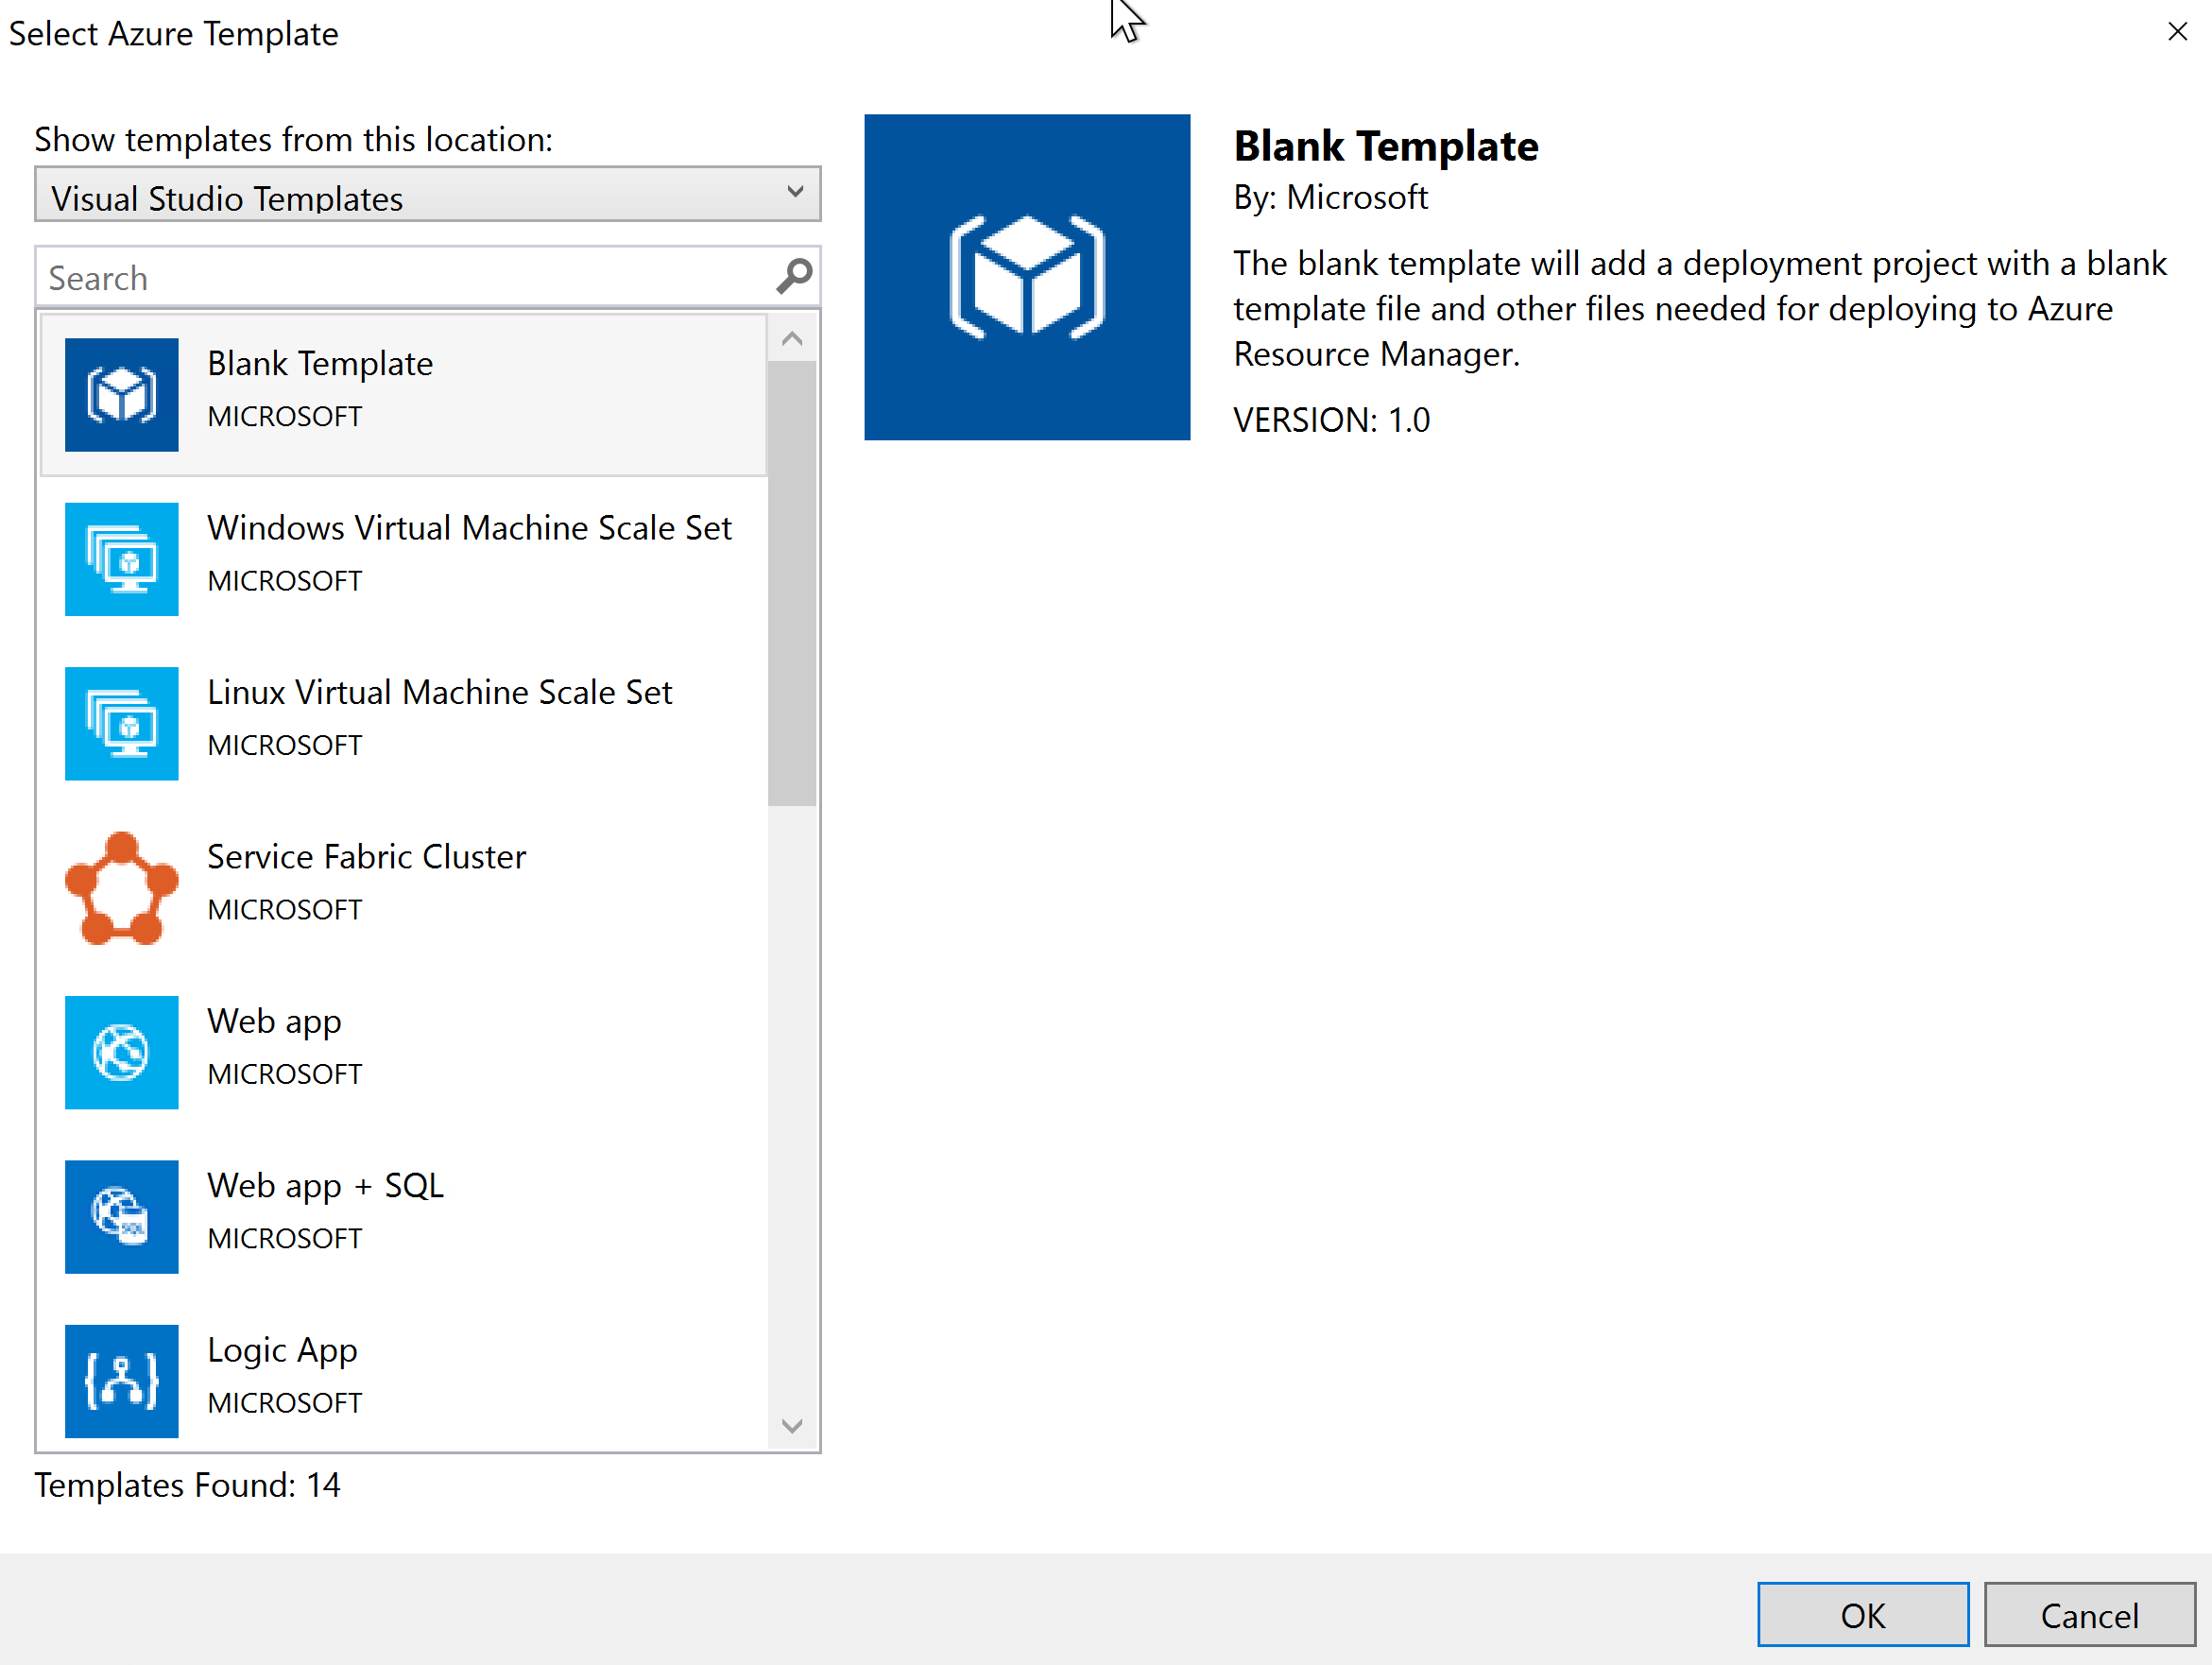 Select Azure Template
Show templates from this location:
Visual Studio Templates
Search
Blank Template
MICROSOFT
Windows Virtual Machine Scale Set
MICROSOFT
Linux Virtual Machine Scale Set
MICROSOFT
Service Fabric Cluster
MICROSOFT
Web app
MICROSOFT
Web app + SQL
MICROSOFT
SQL
Logic App
MICROSOFT
Templates Found: 14
Blank Template
By: Microsoft
The blank template will add a deployment project with a blank
template file and other files needed for deploying to Azure
Resource Manager.
VERSION: 1.0
OK
Cancel